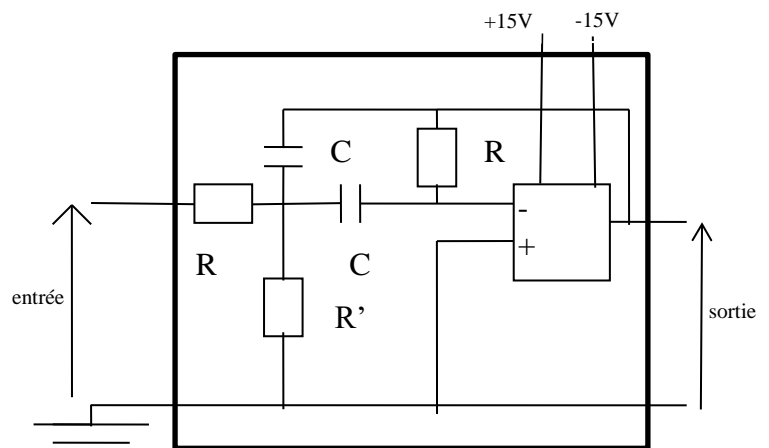 +15V -15V
C R
-
+
R C
entrée
R’
sortie